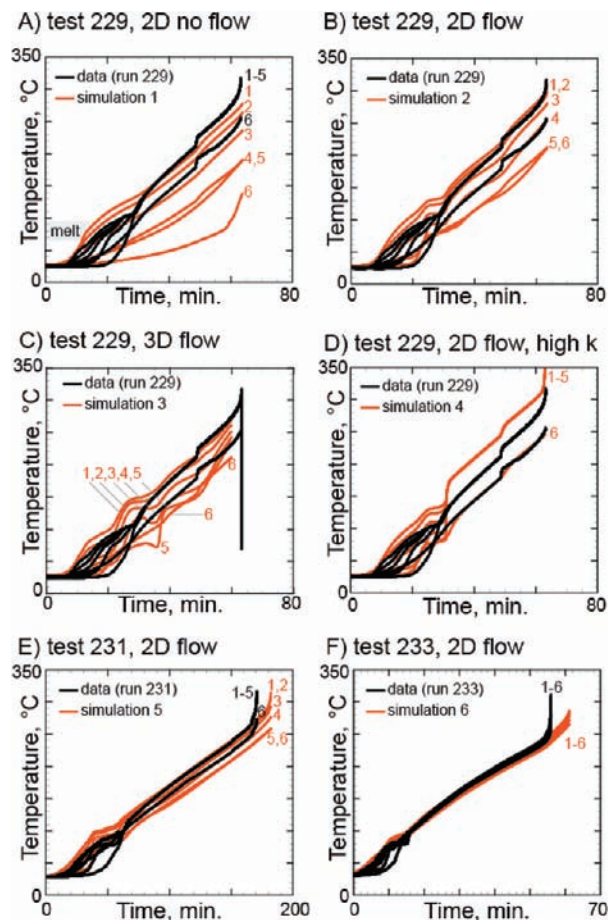 A) test 229, 2D no flow
350
data (run 229)
simulation 1
1-5
1
2
6
3
4,5
6
melt
Temperature, °C
0
0
Time, min.
80
B) test 229, 2D flow
350
data (run 229)
simulation 2
1,2
3
4
5,6
Temperature, °C
0
0
Time, min.
80
C) test 229, 3D flow
350
data (run 229)
simulation 3
1,2,3,4,5
6
6
5
Temperature, °C
0
0
Time, min.
80
D) test 229, 2D flow, high k
350
data (run 229)
simulation 4
1-5
6
Temperature, °C
0
0
Time, min.
80
E) test 231, 2D flow
350
data (run 231)
simulation 5
1-5
1,2
3
6
4
5,6
Temperature, °C
0
0
Time, min.
200
F) test 233, 2D flow
350
data (run 233)
simulation 6
1-6
1-6
Temperature, °C
0
0
Time, min.
70